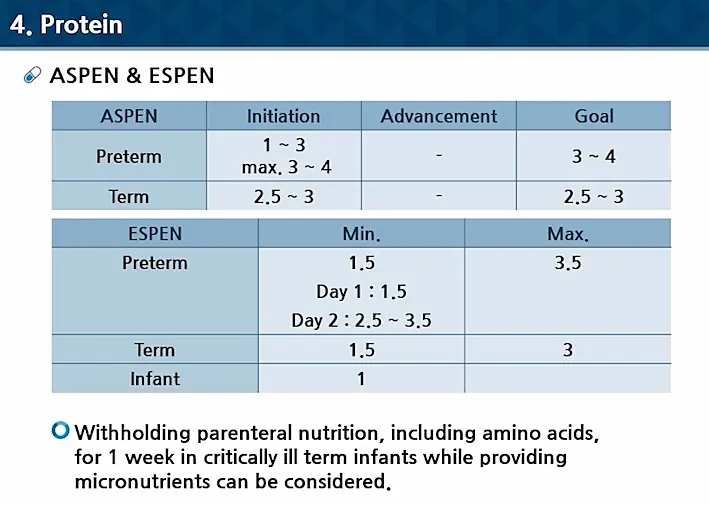 4. Protein
ASPEN & ESPEN
ASPEN Initiation Advancement Goal
Preterm 1 ~ 3 max. 3 ~ 4 - 3 ~ 4
Term 2.5 ~ 3 - 2.5 ~ 3
ESPEN Min. Max.
Preterm 1.5 3.5
Day 1 : 1.5
Day 2 : 2.5 ~ 3.5
Term 1.5 3
Infant 1
Withholding parenteral nutrition, including amino acids,
for 1 week in critically ill term infants while providing
micronutrients can be considered.